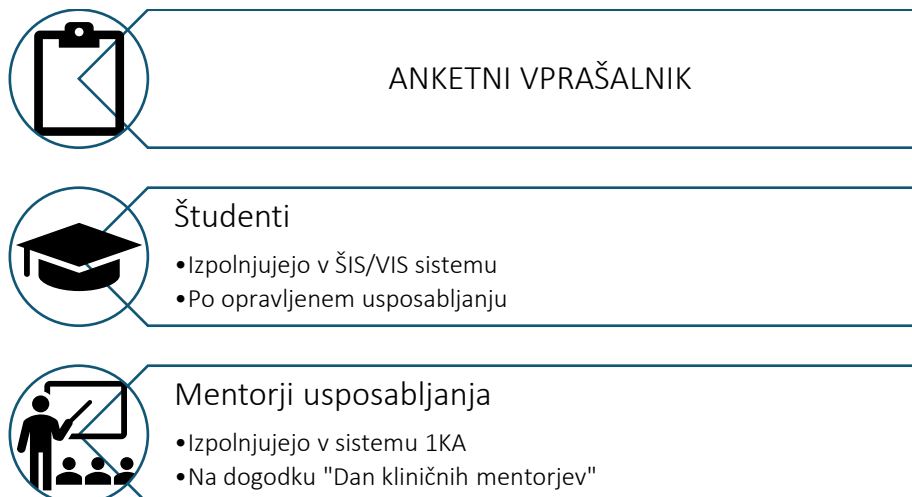 ANKETNI VPRAŠALNIK
Študenti
•Izpolnjujejo v ŠIS/VIS sistemu
•Po opravljenem usposabljanju
Mentorji usposabljanja
•Izpolnjujejo v sistemu 1KA
•Na dogodku "Dan kliničnih mentorjev"